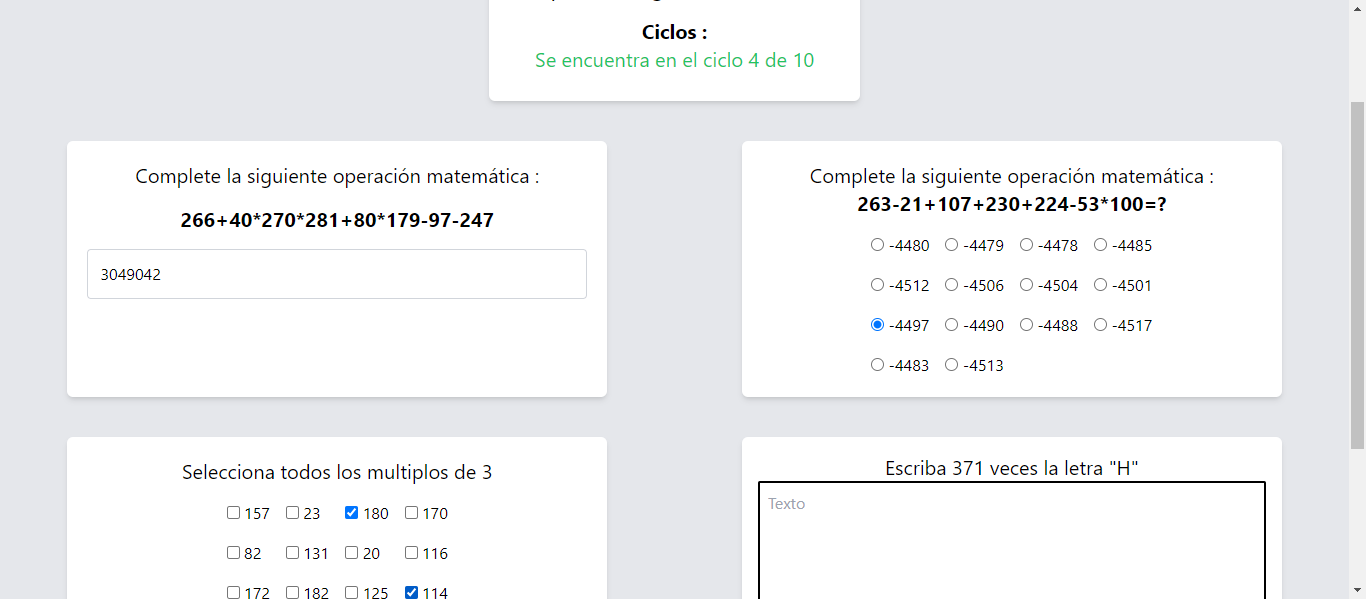 Ciclos :
Se encuentra en el ciclo 4 de 10
Complete la siguiente operación matemática :
266+40*270*281+80*179-97-247
3049042
Complete la siguiente operación matemática :
263-21+107+230+224-53*100=?
-4480 -4479 -4478 -4485
-4512 -4506 -4504 -4501
-4497 -4490 -4488 -4517
-4483 -4513
Selecciona todos los multiplos de 3
157 23 180 170
82 131 20 116
172 182 125 114
Escriba 371 veces la letra "H"
Texto